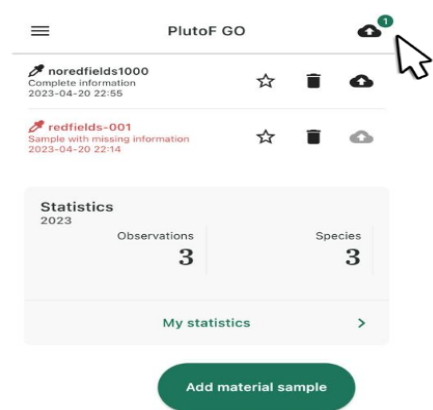 PlutoF GO
1
noredfields1000
Complete information
2023-04-20 22:55
redfields-001
Sample with missing information
2023-04-20 22:14
Statistics
2023
Observations Species
3 3
My statistics
Add material sample